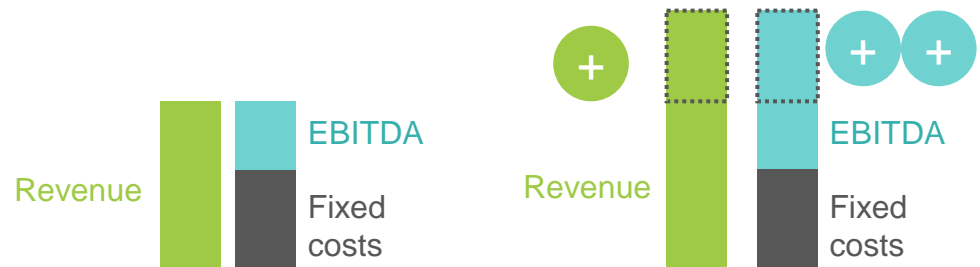 +
+ +
EBITDA
EBITDA
Revenue
Revenue
Fixed
costs
Fixed
costs